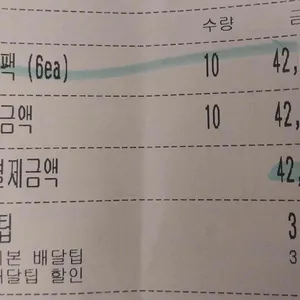 수량
팩 (6ea) 10 42,
금액 10 42,
결제금액 42,
팁 3
기본 배달팁 3
배달팁 할인